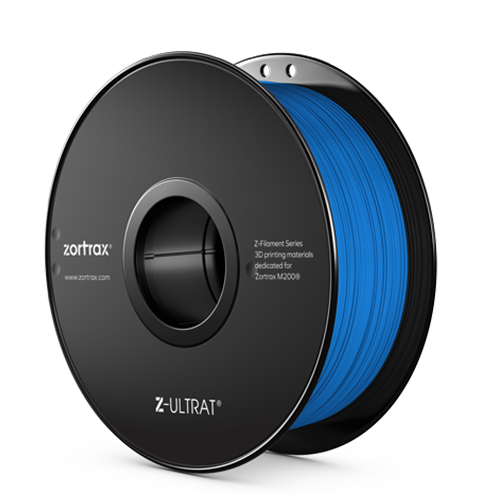 zortrax®
www.zortrax.com
Z-Filament Series
3D printing materials
dedicated for
Zortrax M200®
Z-ULTRAT®